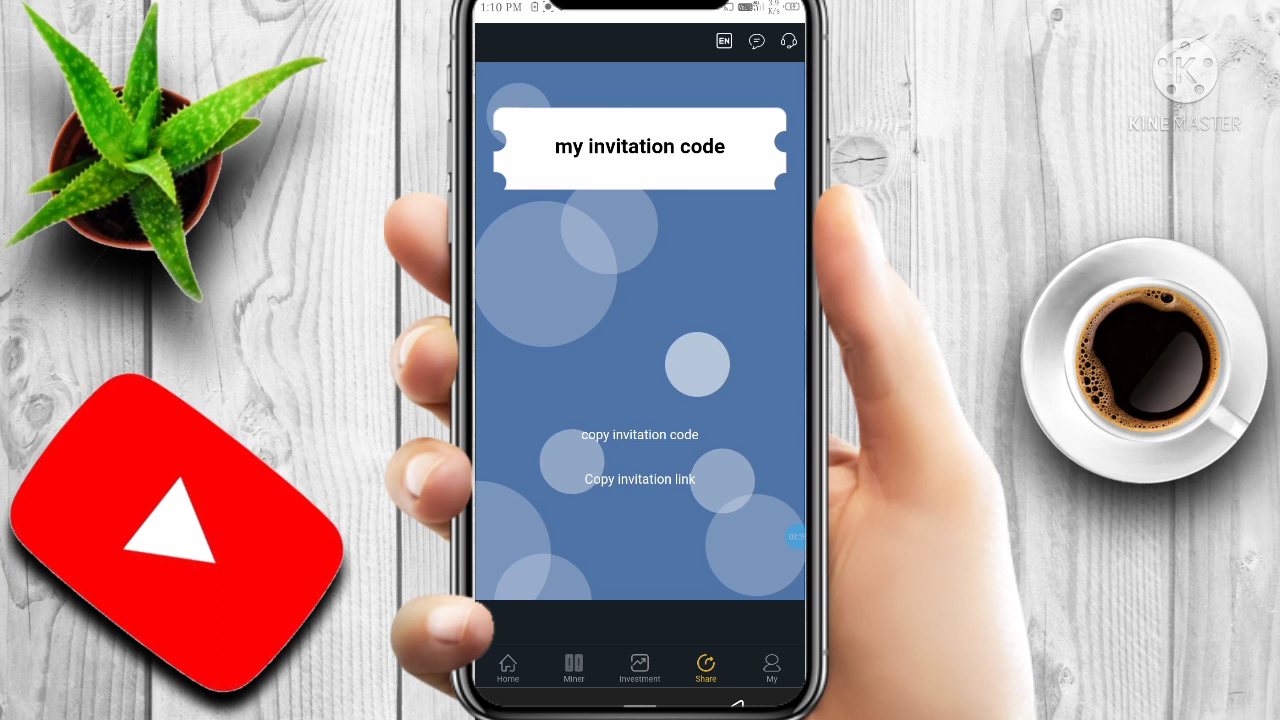 1:10 PM
EN
KINEMASTER
my invitation code
copy invitation code
Copy invitation link
Home
Miner
Investment
Share
My